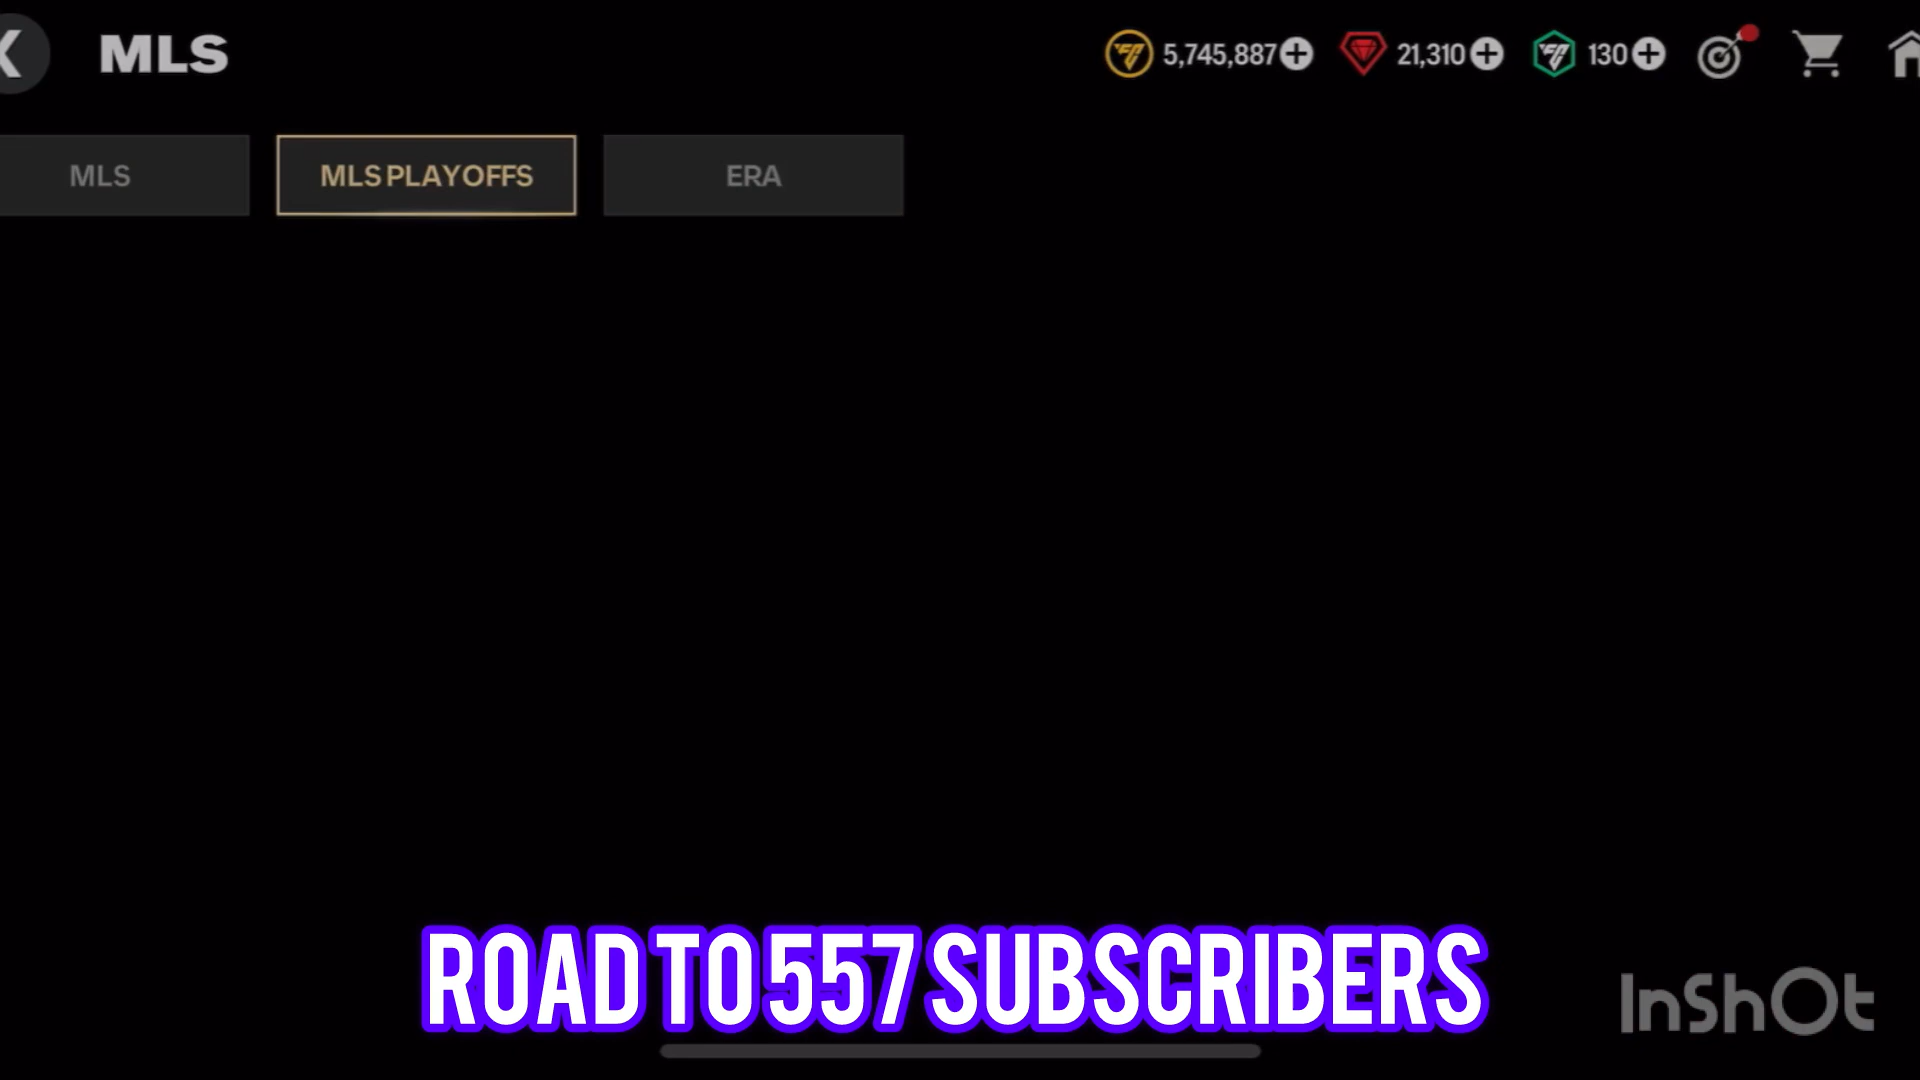 MLS
5,745,887
21,310
130
MLS
MLS PLAYOFFS
ERA
ROAD TO 557 SUBSCRIBERS
InShOt